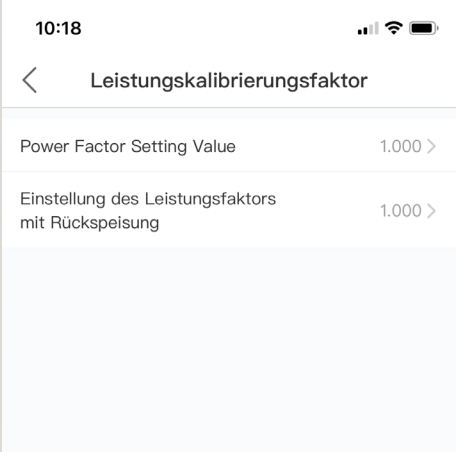 10:18
Leistungskalibrierungsfaktor
Power Factor Setting Value 1.000
Einstellung des Leistungsfaktors
mit Rückspeisung 1.000